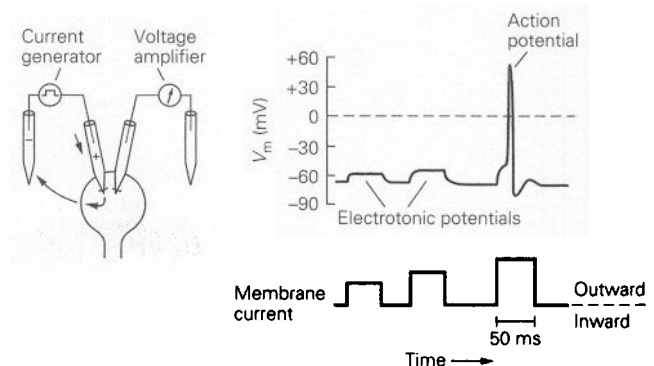 Current
generator
Voltage
amplifier
−
+
Action
potential
+60
+30
0
−30
−60
−90
Vm (mV)
Electrotonic potentials
Membrane
current
Outward
Inward
50 ms
Time